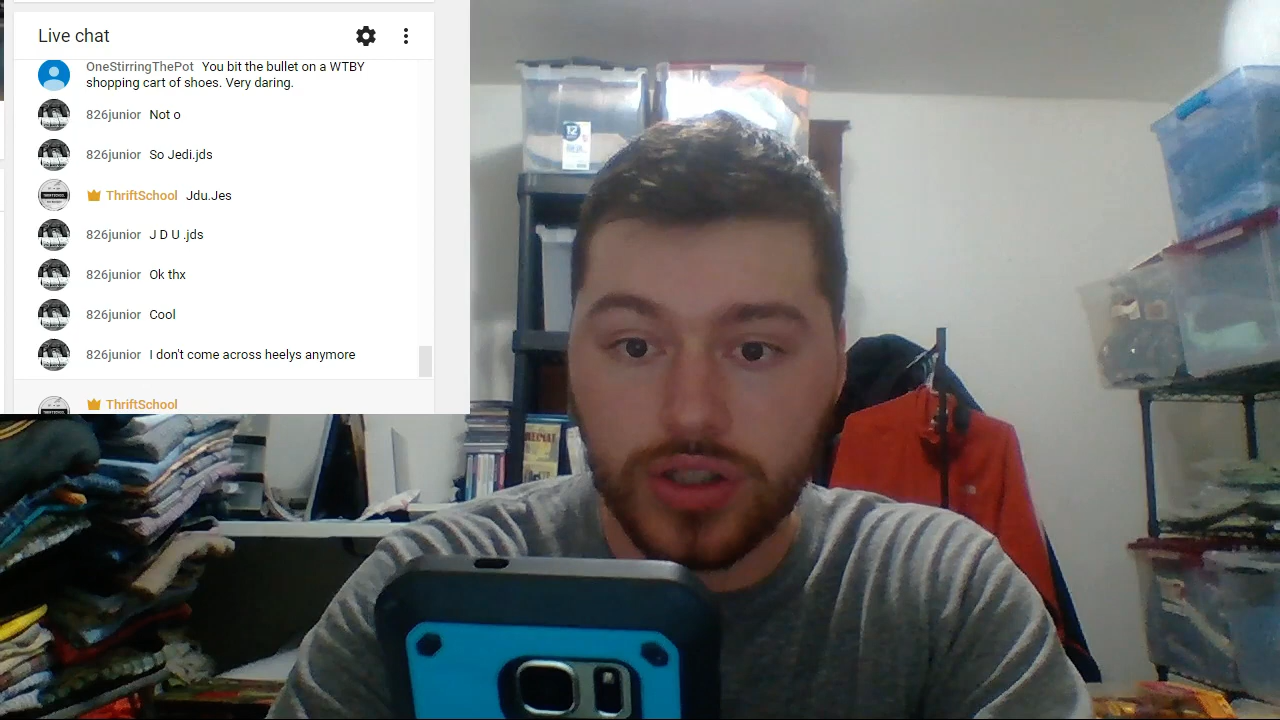 Live chat
OneStirringThePot You bit the bullet on a WTBY
shopping cart of shoes. Very daring.
826junior Not o
826junior So Jedi.jds
ThriftSchool Jdu.Jes
826junior J D U .jds
826junior Ok thx
826junior Cool
826junior I don't come across heelys anymore
ThriftSchool
12